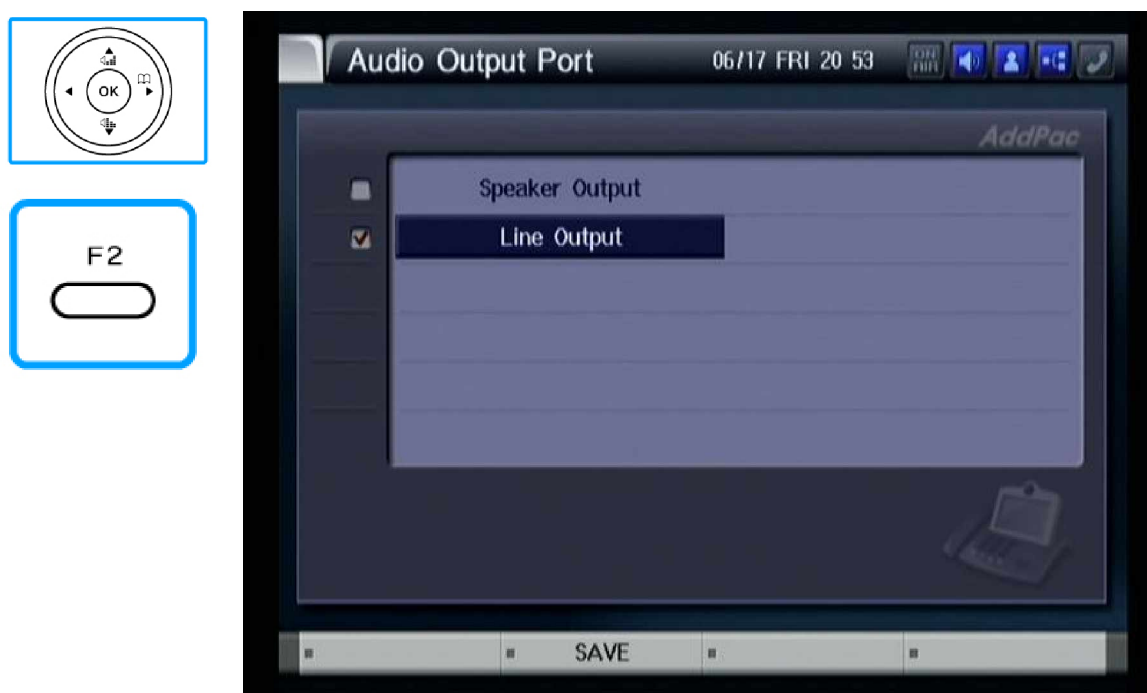 OK
F2
Audio Output Port 06/17 FRI 20 53
AddPac
Speaker Output
Line Output
SAVE